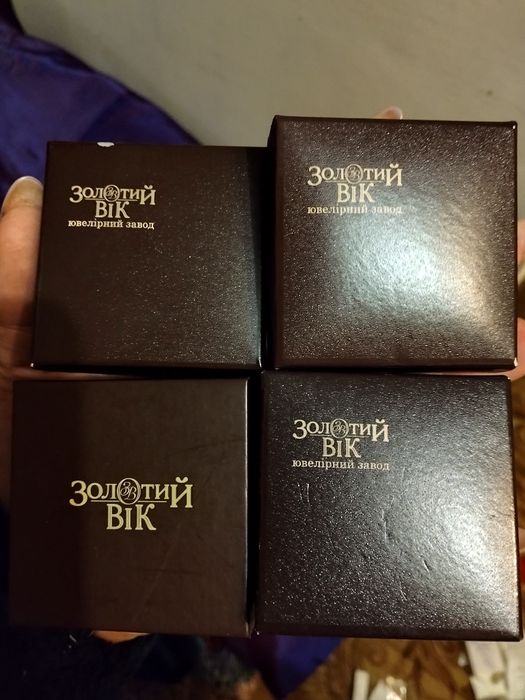 ЗОЛОТИЙ
ВІК
ювелірний завод
ЗОЛОТИЙ
ВІК
ювелірний завод
ЗОЛОТИЙ
ВІК
ЗОЛОТИЙ
ВІК
ювелірний завод